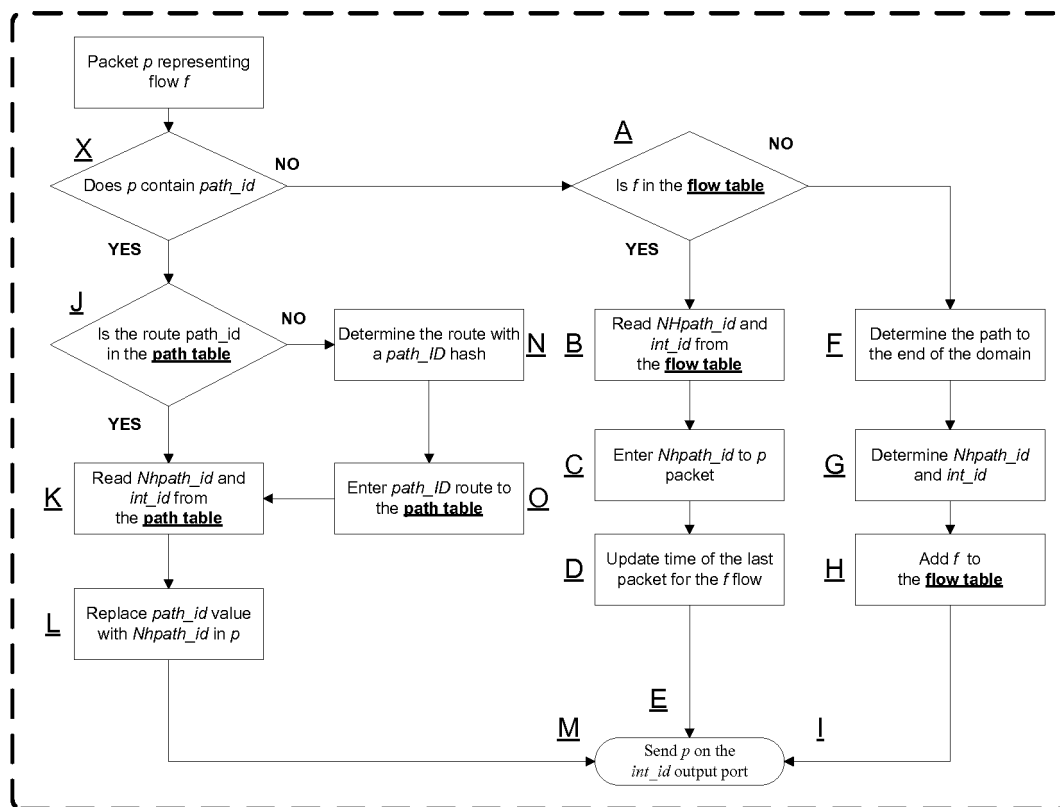 Packet p representing
flow f
X
Does p contain path_id
NO
YES
J
Is the route path_id
in the path table
NO
YES
Determine the route with
a path_ID hash
N
Enter path_ID route to
the path table
O
K
Read Nhpath_id and
int_id from
the path table
L
Replace path_id value
with Nhpath_id in p
M
A
Is f in the flow table
NO
YES
B
Read NHpath_id and
int_id from
the flow table
C
Enter Nhpath_id to p
packet
D
Update time of the last
packet for the f flow
E
F
Determine the path to
the end of the domain
G
Determine Nhpath_id
and int_id
H
Add f to
the flow table
I
Send p on the
int_id output port